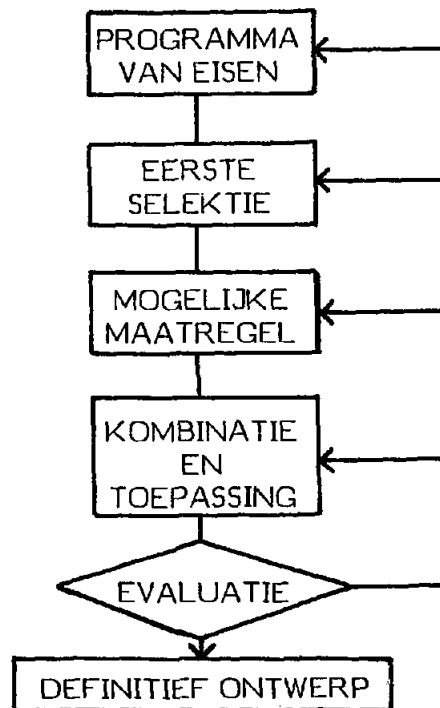 PROGRAMMA
VAN EISEN
EERSTE
SELEKTIE
MOGELIJKE
MAATREGEL
KOMBINATIE
EN
TOEPASSING
EVALUATIE
DEFINITIEF ONTWERP